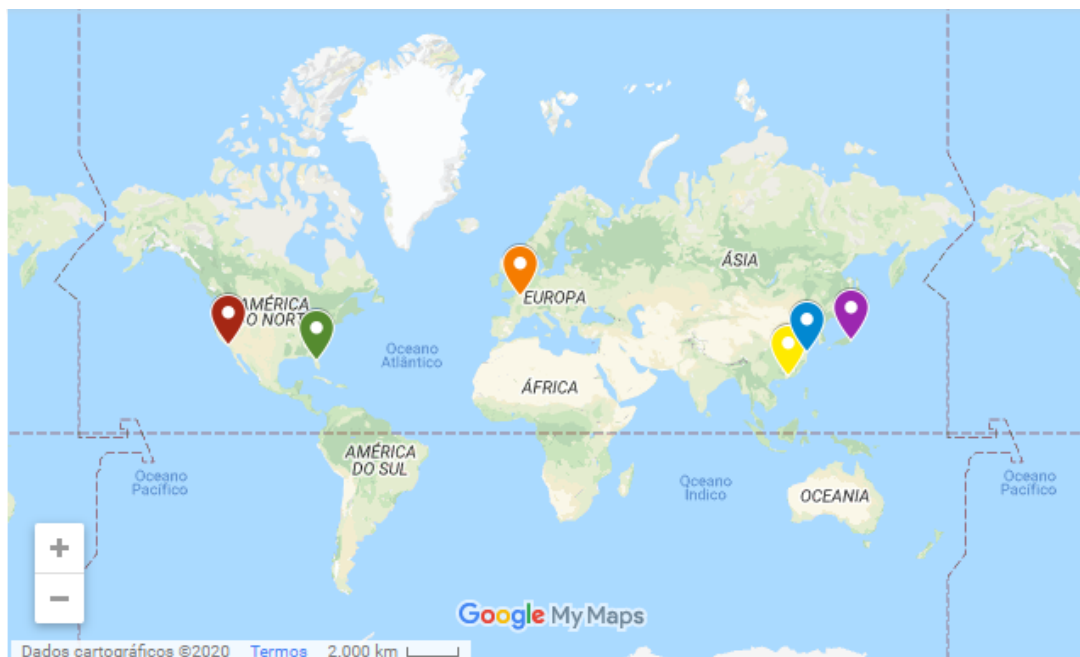 ÁSIA
AMÉRICA
O NORT
EUROPA
Oceano
Atlântico
ÁFRICA
AMÉRICA
DO SUL
Oceano
Pacífico
Oceano
Índico
OCEANIA
Oceano
Pacífico
+
−
Google My Maps
Dados cartográficos ©2020 Termos 2.000 km